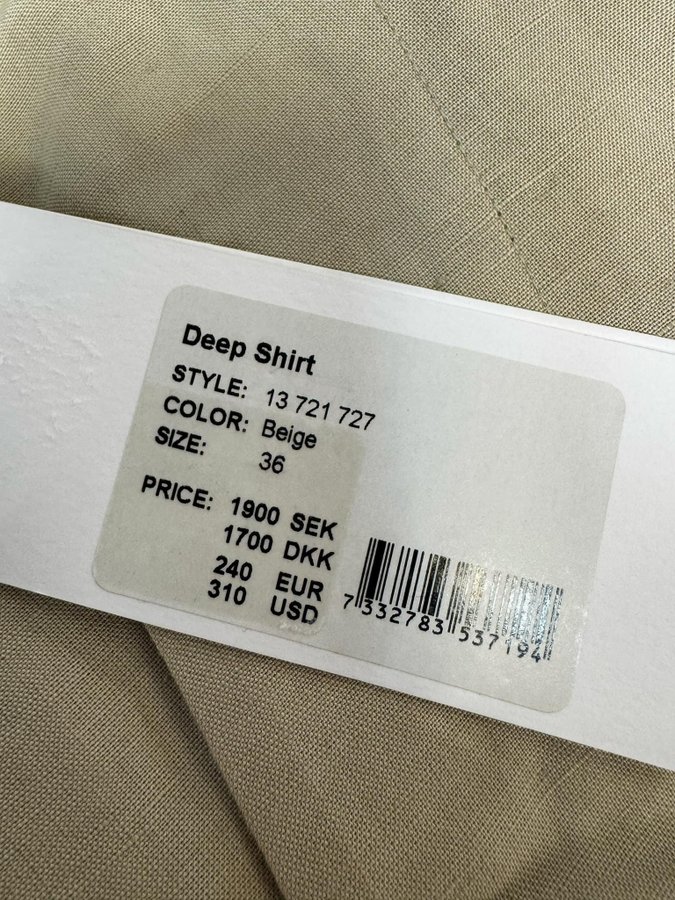 Deep Shirt
STYLE: 13 721 727
COLOR: Beige
SIZE: 36
PRICE: 1900 SEK
1700 DKK
240 EUR
310 USD
7 332783 537194